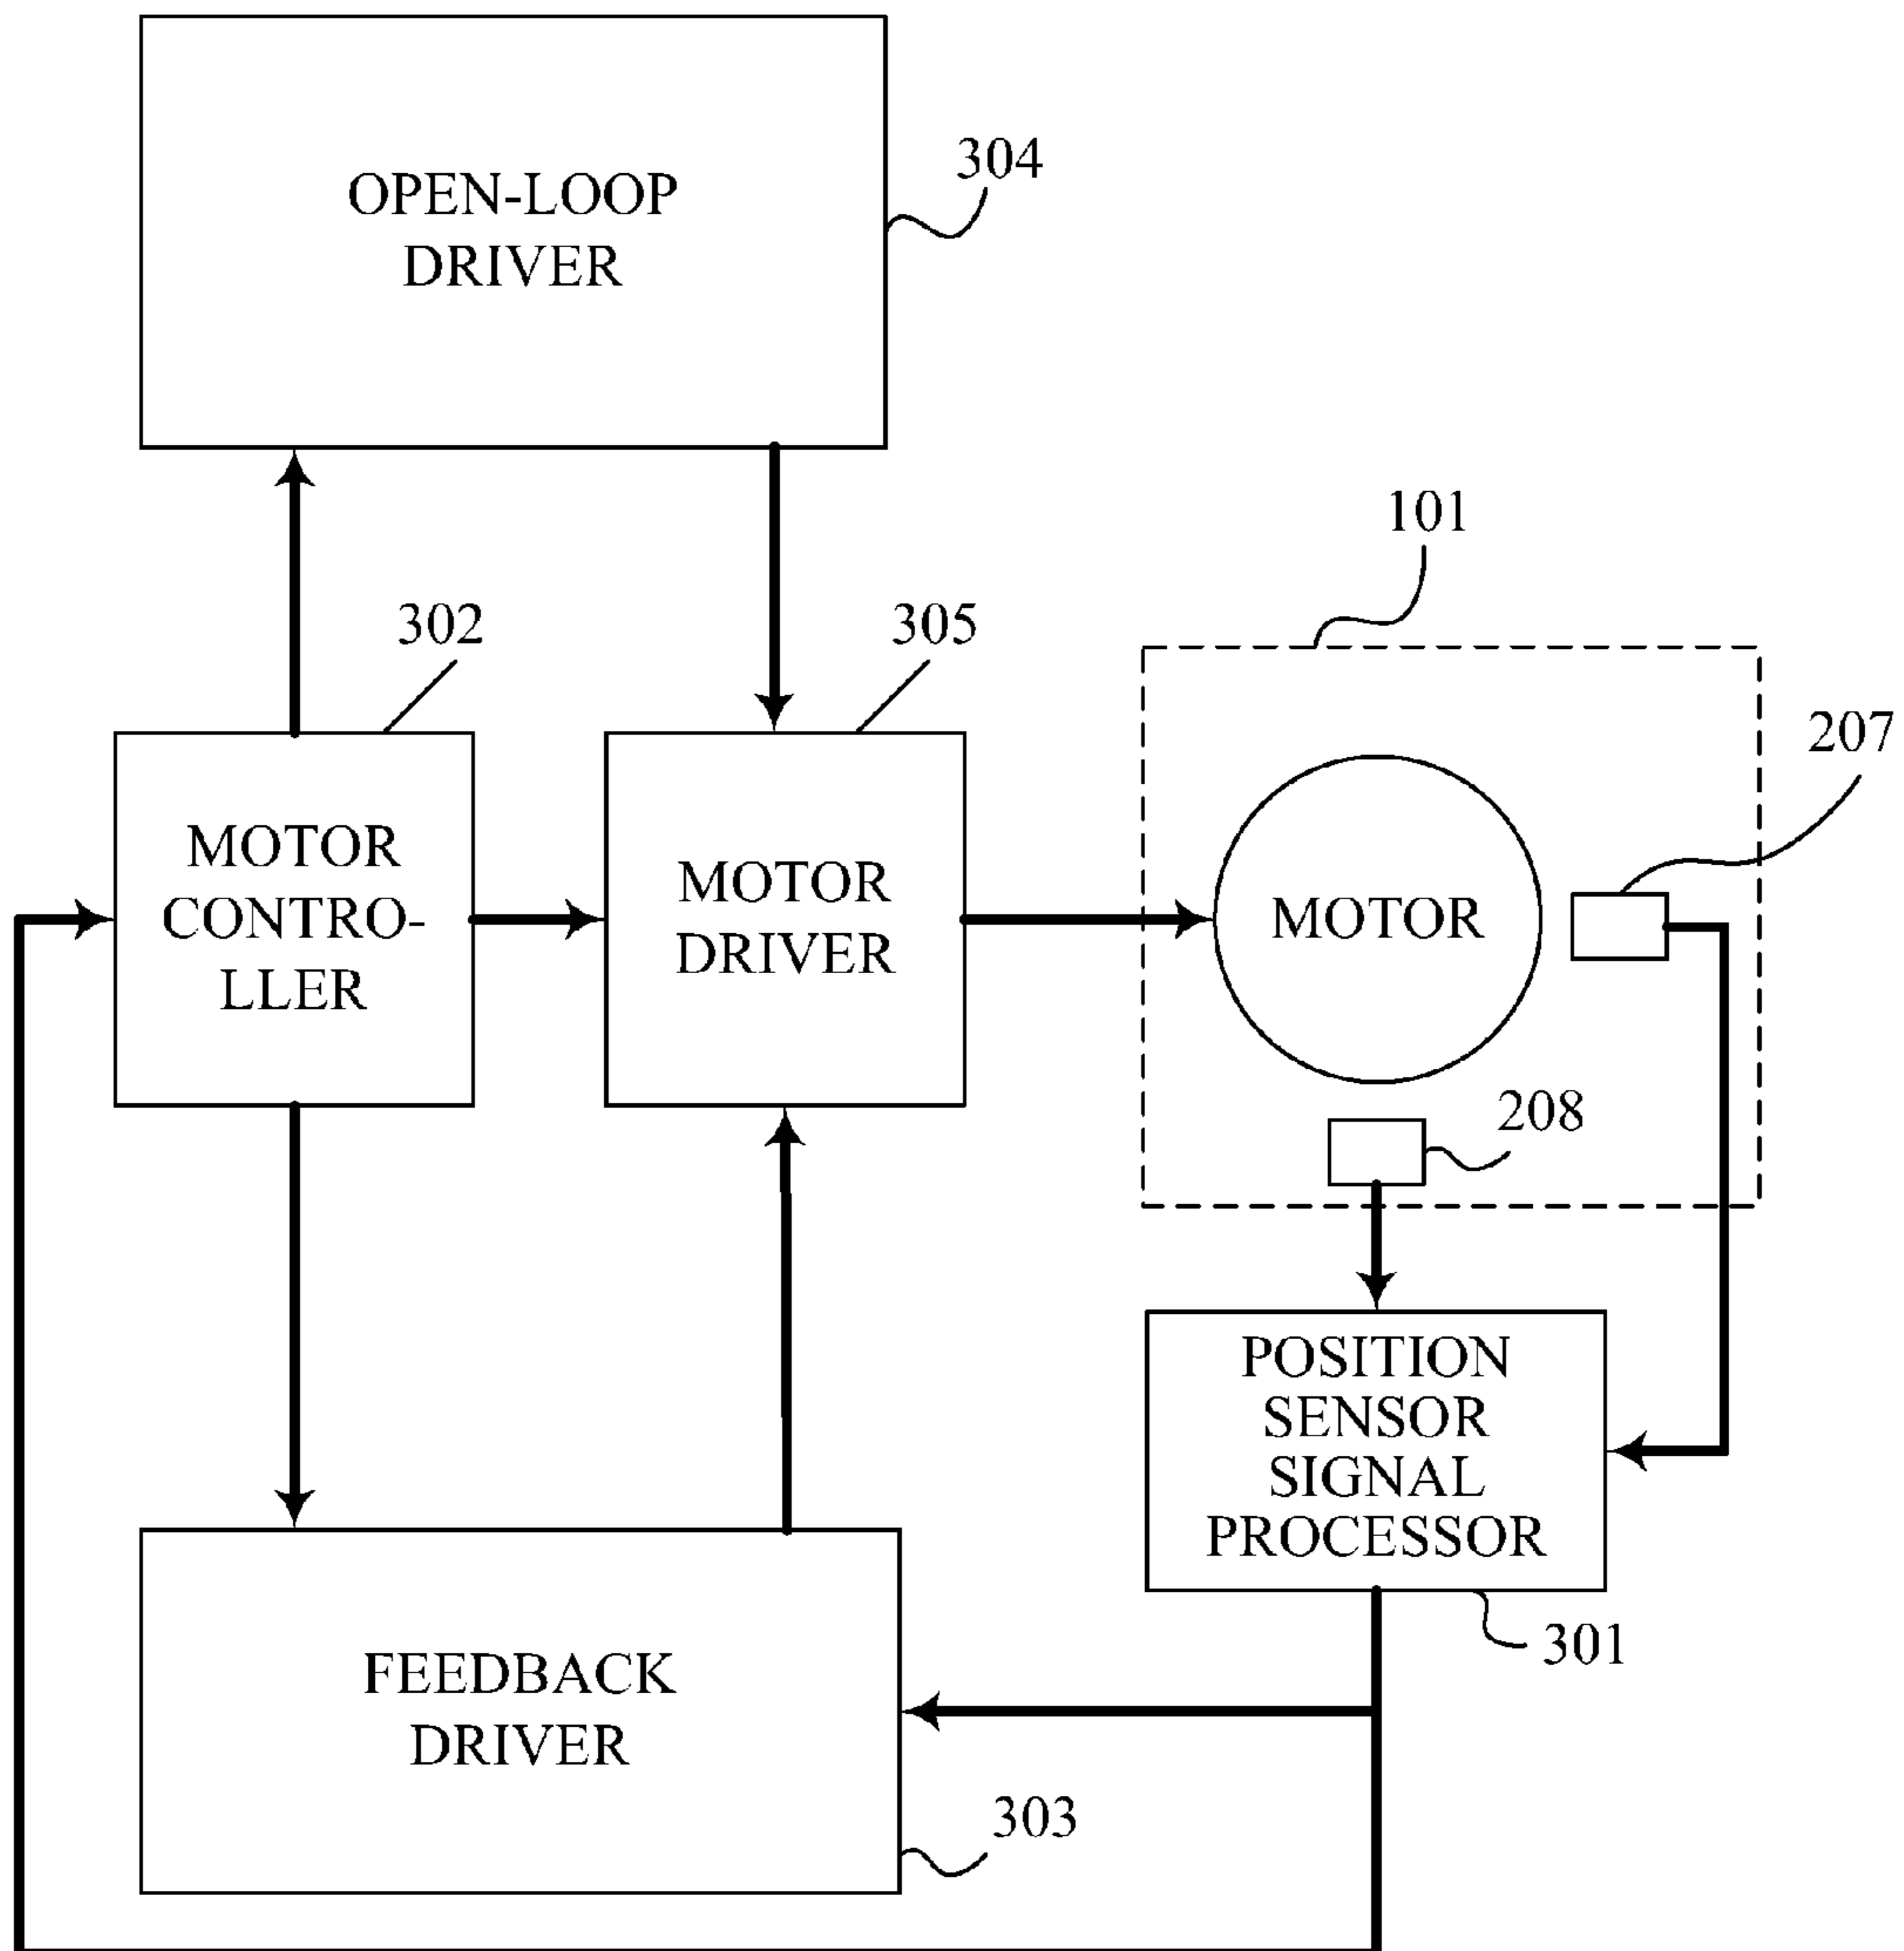 OPEN-LOOP
DRIVER
304
101
302
305
207
MOTOR
CONTRO-
LLER
MOTOR
DRIVER
MOTOR
208
POSITION
SENSOR
SIGNAL
PROCESSOR
301
FEEDBACK
DRIVER
303